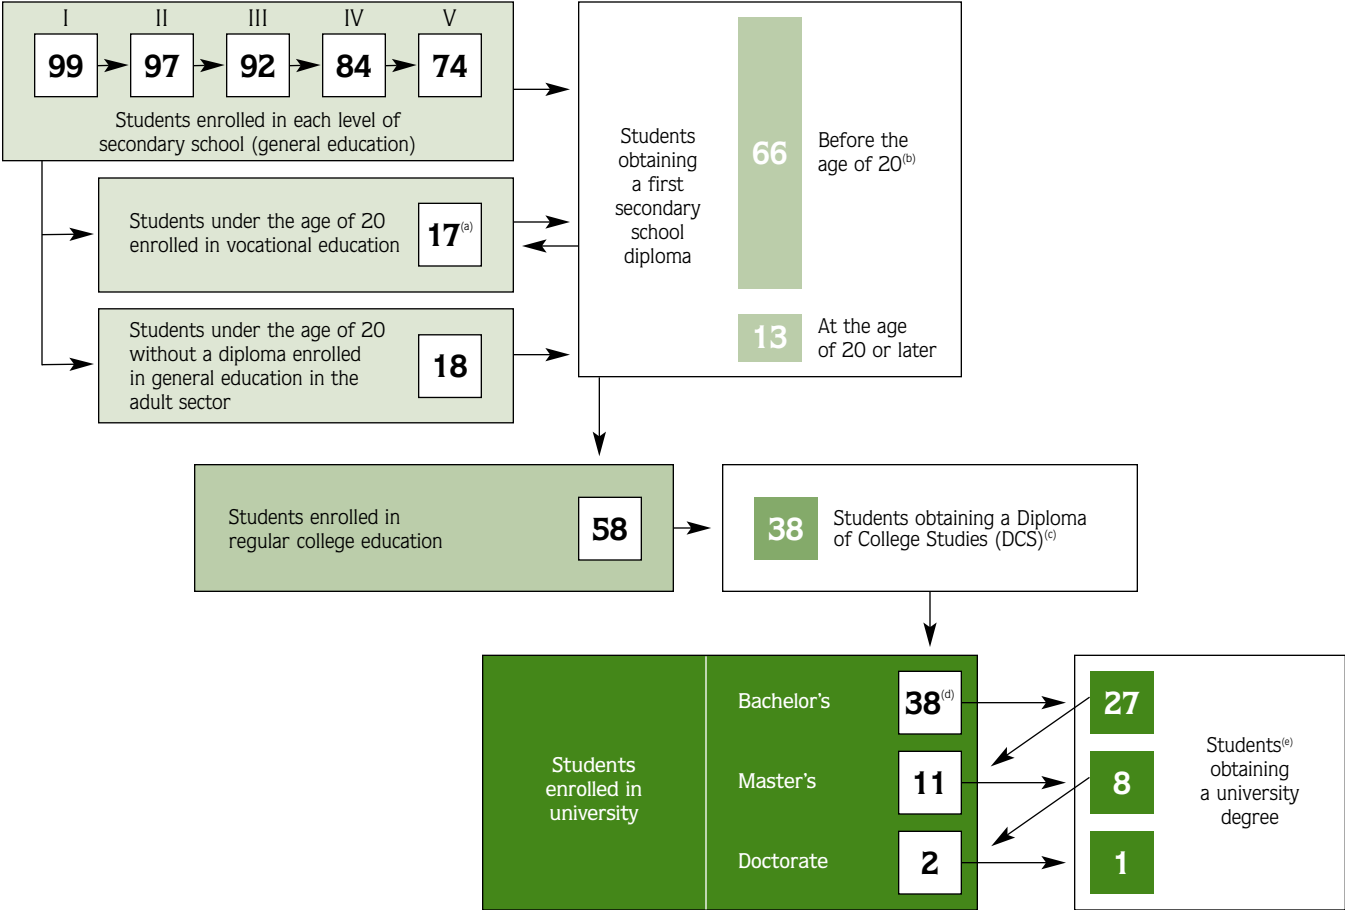 I II III IV V
99 97 92 84 74
Students enrolled in each level of
secondary school (general education)
Students under the age of 20
enrolled in vocational education
17(a)
Students under the age of 20
without a diploma enrolled
in general education in the
adult sector
18
Students
obtaining
a first
secondary
school
diploma
66
Before the
age of 20(b)
13
At the age
of 20 or later
Students enrolled in
regular college education
58
38
Students obtaining a Diploma
of College Studies (DCS)(c)
Students
enrolled in
university
Bachelor's
38(d)
27
Master's
11
8
Doctorate
2
1
Students(e)
obtaining
a university
degree